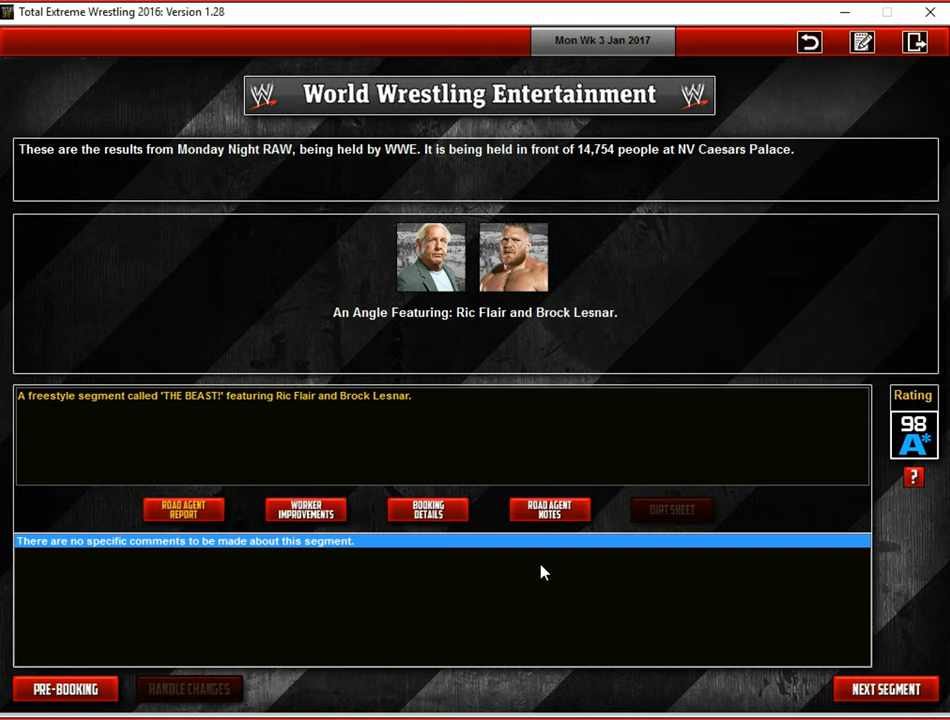 Total Extreme Wrestling 2016: Version 1.28
Mon Wk 3 Jan 2017
World Wrestling Entertainment
These are the results from Monday Night RAW, being held by WWE. It is being held in front of 14,754 people at NV Caesars Palace.
An Angle Featuring: Ric Flair and Brock Lesnar.
A freestyle segment called 'THE BEAST!' featuring Ric Flair and Brock Lesnar.
Rating
98
A*
?
ROAD AGENT
REPORT
WORKER
IMPROVEMENTS
BOOKING
DETAILS
ROAD AGENT
NOTES
DIRT SHEET
There are no specific comments to be made about this segment.
PRE-BOOKING
HANDLE CHANGES
NEXT SEGMENT